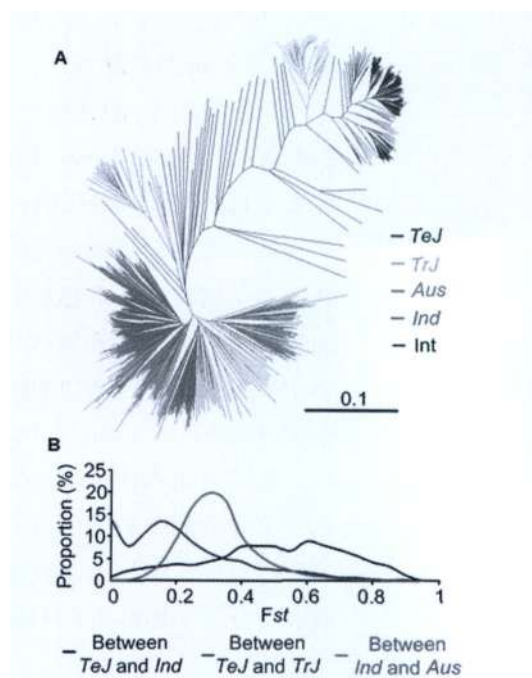 A
TeJ
TrJ
Aus
Ind
Int
0.1
B
Proportion (%)
25
20
15
10
5
0
0 0.2 0.4 0.6 0.8 1
Fst
Between Between Between
TeJ and Ind TeJ and TrJ Ind and Aus